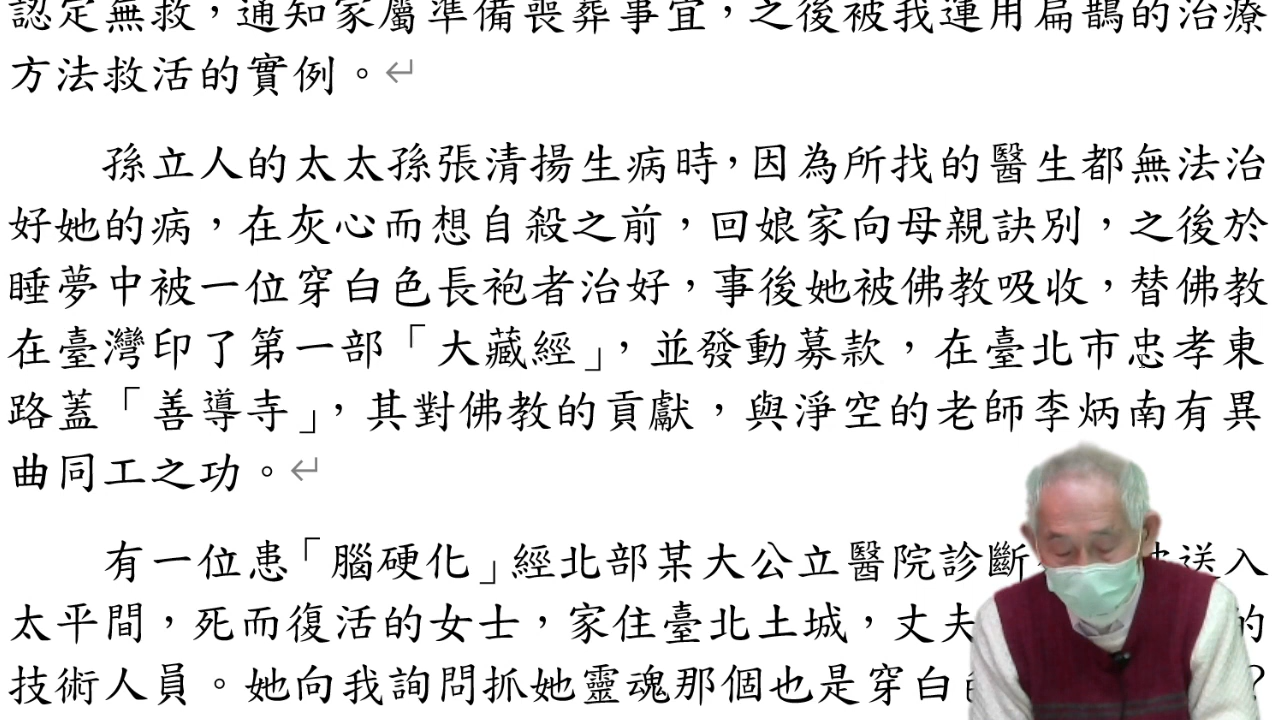 認定無救，通知家屬準備喪葬事宜，之後被我運用扁鵲的治療
方法救活的實例。↵
孫立人的太太孫張清揚生病時，因為所找的醫生都無法治
好她的病，在灰心而想自殺之前，回娘家向母親訣別，之後於
睡夢中被一位穿白色長袍者治好，事後她被佛教吸收，替佛教
在臺灣印了第一部「大藏經」，並發動募款，在臺北市忠孝東
路蓋「善導寺」，其對佛教的貢獻，與淨空的老師李炳南有異
曲同工之功。↵
有一位患「腦硬化」經北部某大公立醫院診斷 被送入
太平間，死而復活的女士，家住臺北土城，丈夫 的
技術人員。她向我詢問抓她靈魂那個也是穿白色 ？